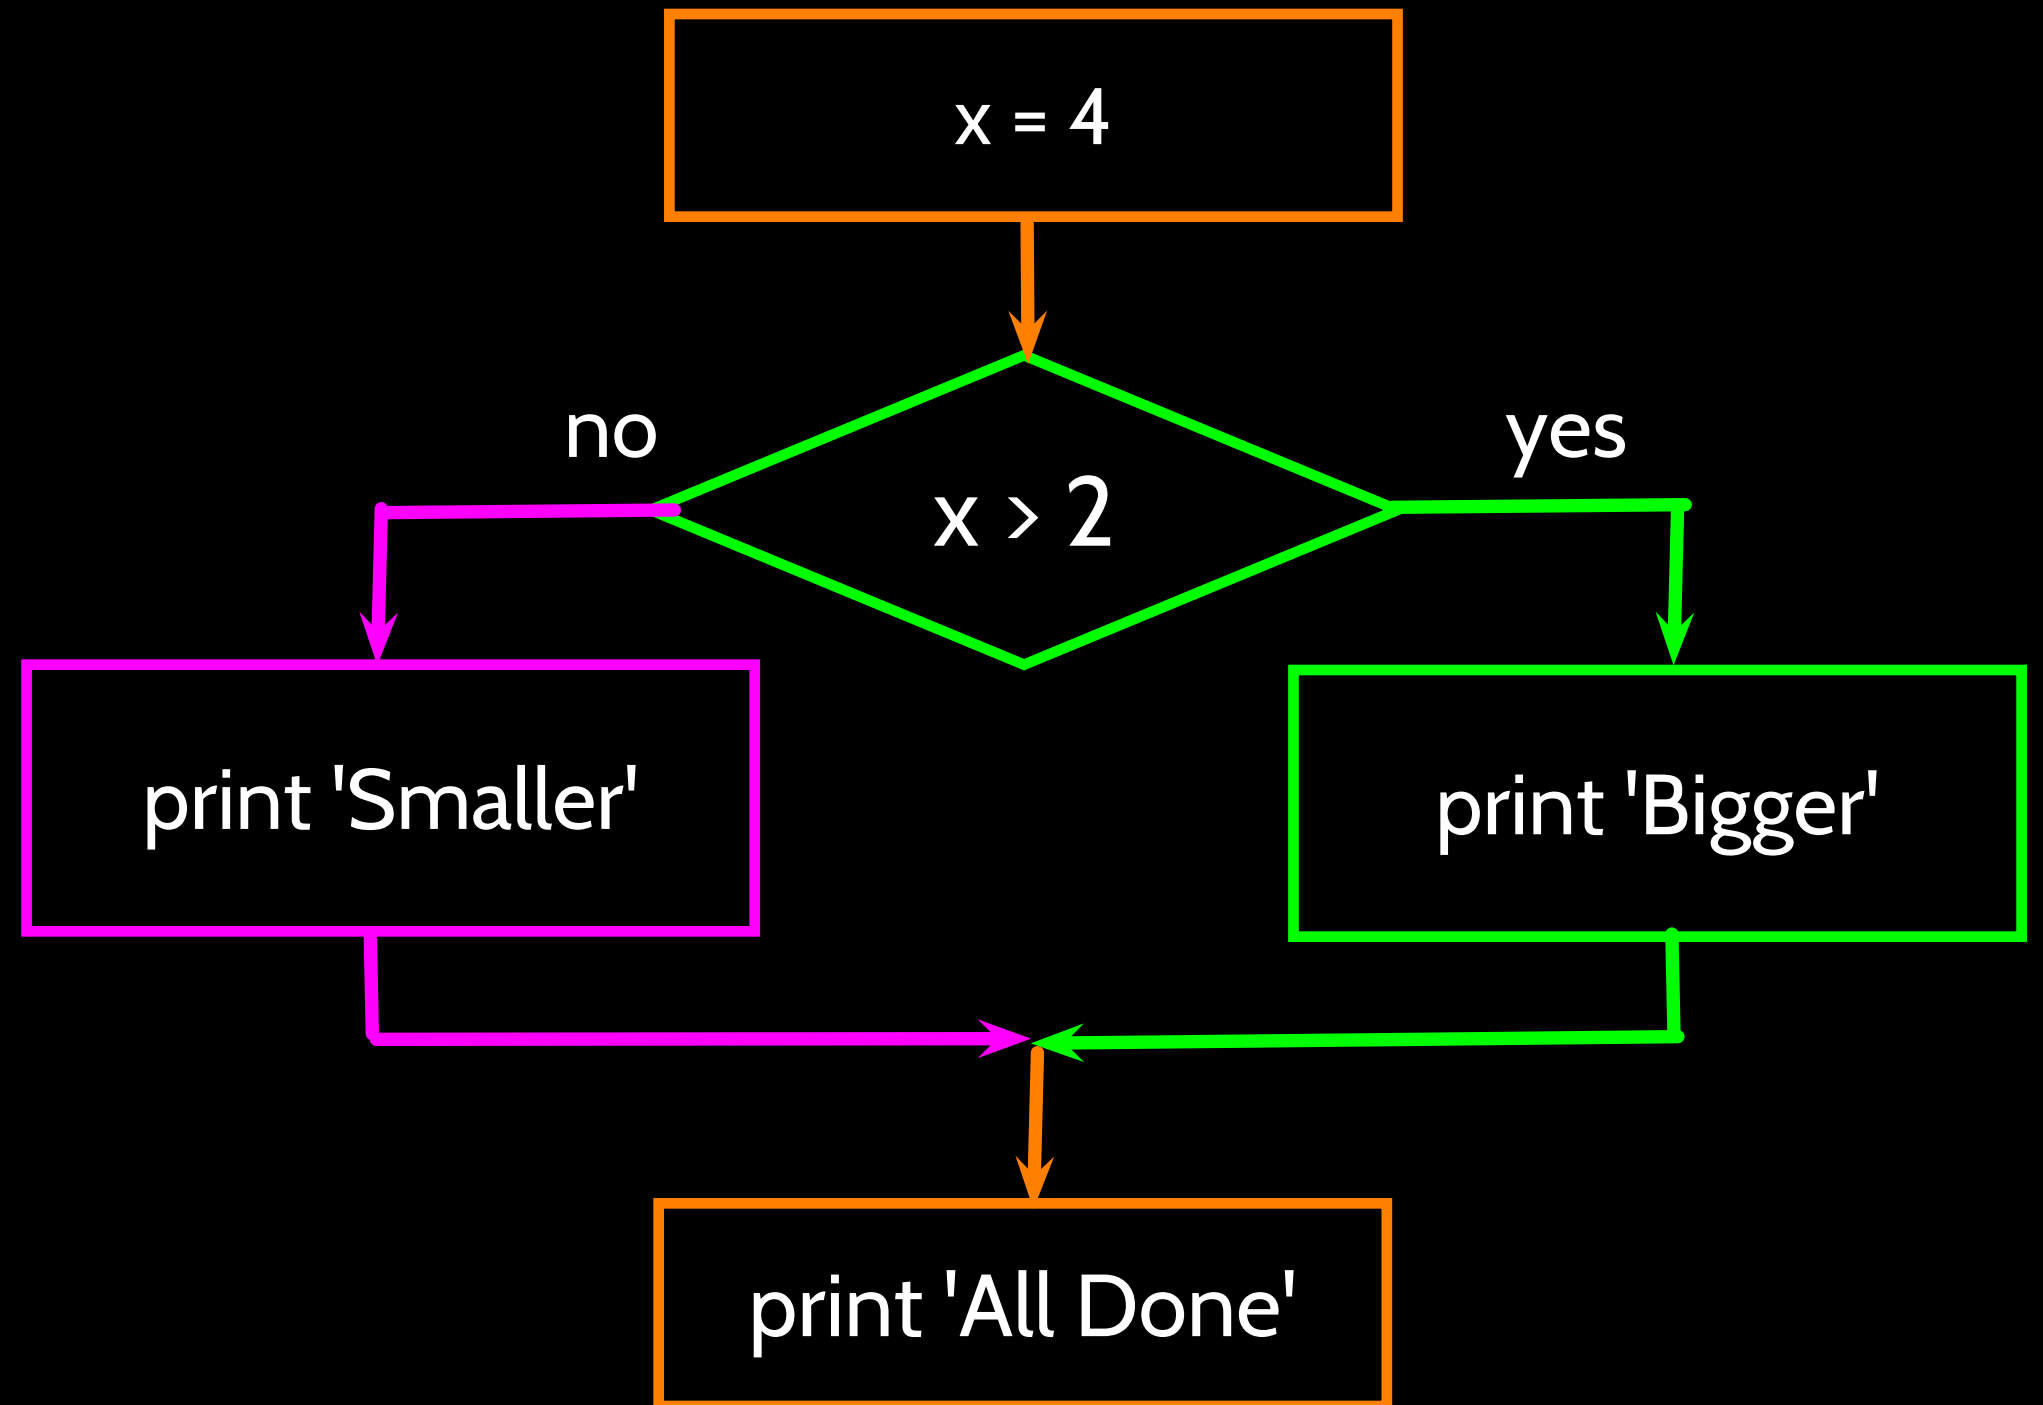 x = 4
no
yes
x > 2
print 'Smaller'
print 'Bigger'
print 'All Done'